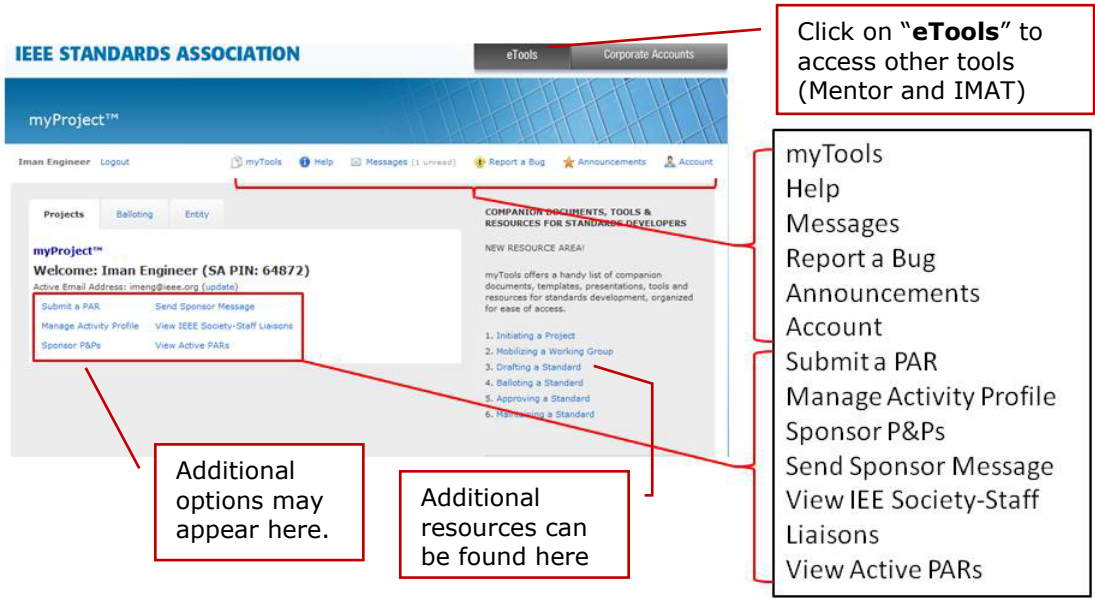 Click on “eTools” to
access other tools
(Mentor and IMAT)
IEEE STANDARDS ASSOCIATION
eTools
Corporate Accounts
myProject™
Iman Engineer Logout
myTools
Help
Messages (1 unread)
Report a Bug
Announcements
Account
Projects
Balloting
Entity
myProject™
Welcome: Iman Engineer (SA PIN: 64872)
Active Email Address: imeng@ieee.org (update)
Submit a PAR
Send Sponsor Message
Manage Activity Profile
View IEEE Society-Staff Liaisons
Sponsor P&Ps
View Active PARs
COMPANION DOCUMENTS, TOOLS &
RESOURCES FOR STANDARDS DEVELOPERS
NEW RESOURCE AREA!
myTools offers a handy list of companion
documents, templates, presentations, tools and
resources for standards development, organized
for ease of access.
1. Initiating a Project
2. Mobilizing a Working Group
3. Drafting a Standard
4. Balloting a Standard
5. Approving a Standard
6. Maintaining a Standard
Additional
options may
appear here.
Additional
resources can
be found here
myTools
Help
Messages
Report a Bug
Announcements
Account
Submit a PAR
Manage Activity Profile
Sponsor P&Ps
Send Sponsor Message
View IEE Society-Staff
Liaisons
View Active PARs